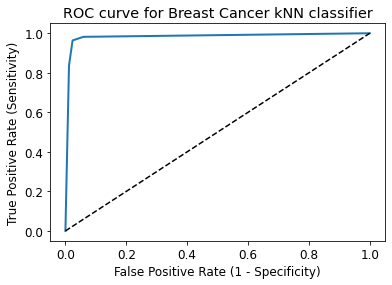 ROC curve for Breast Cancer kNN classifier
True Positive Rate (Sensitivity)
1.0
0.8
0.6
0.4
0.2
0.0
0.0 0.2 0.4 0.6 0.8 1.0
False Positive Rate (1 - Specificity)